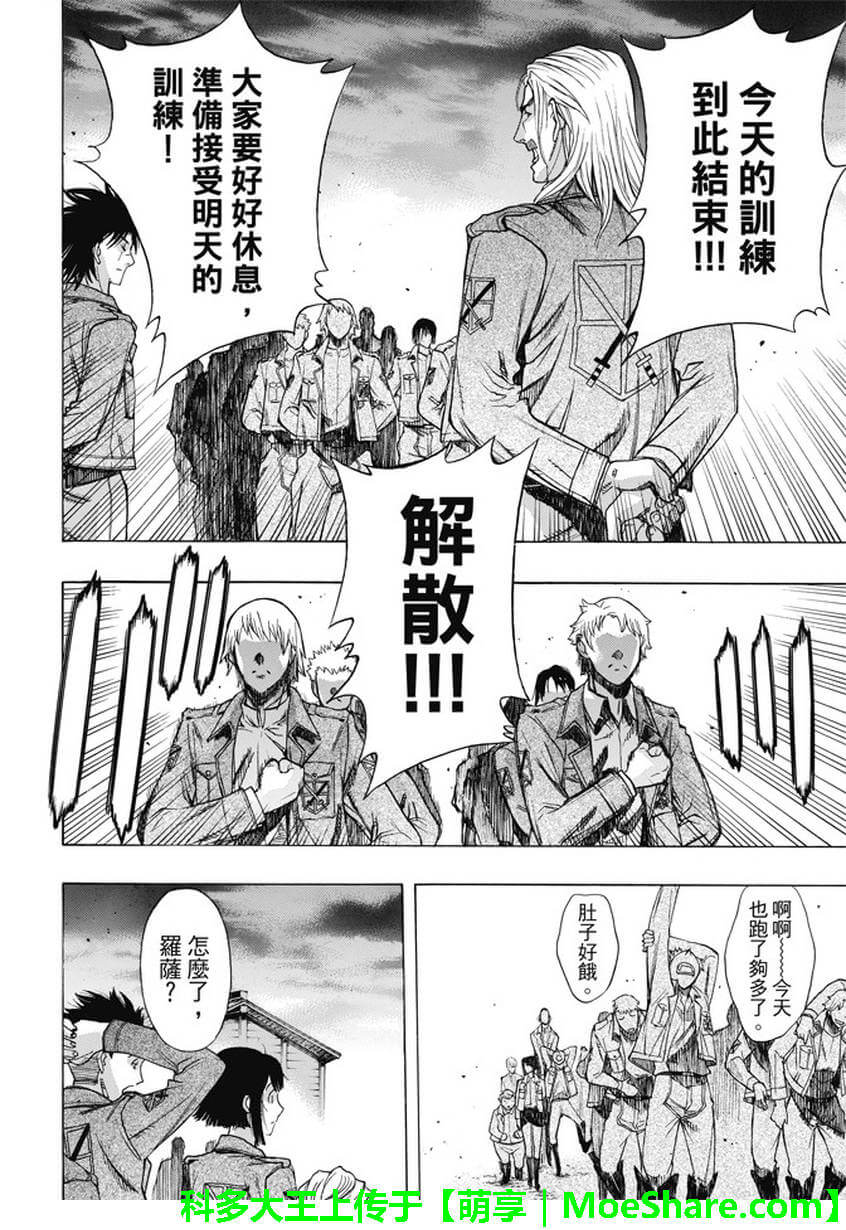 今天的訓練
到此結束!!!
大家要好好休息，
準備接受明天的
訓練！
解散!!!
啊啊～～～今天
也跑了夠多了。
肚子好餓。
怎麼了，
羅薩？
科多大王上传于【萌享｜MoeShare.com】